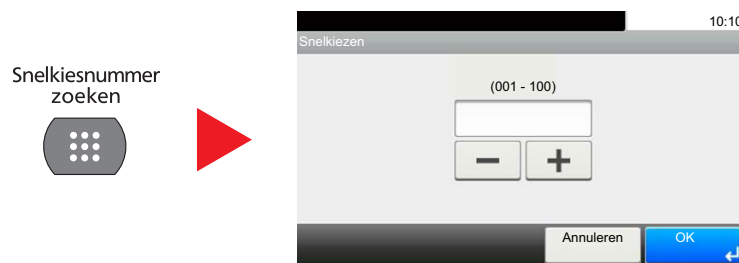 Snelkiesnummer
zoeken
10:10
Snelkiezen
(001 - 100)
Annuleren
OK